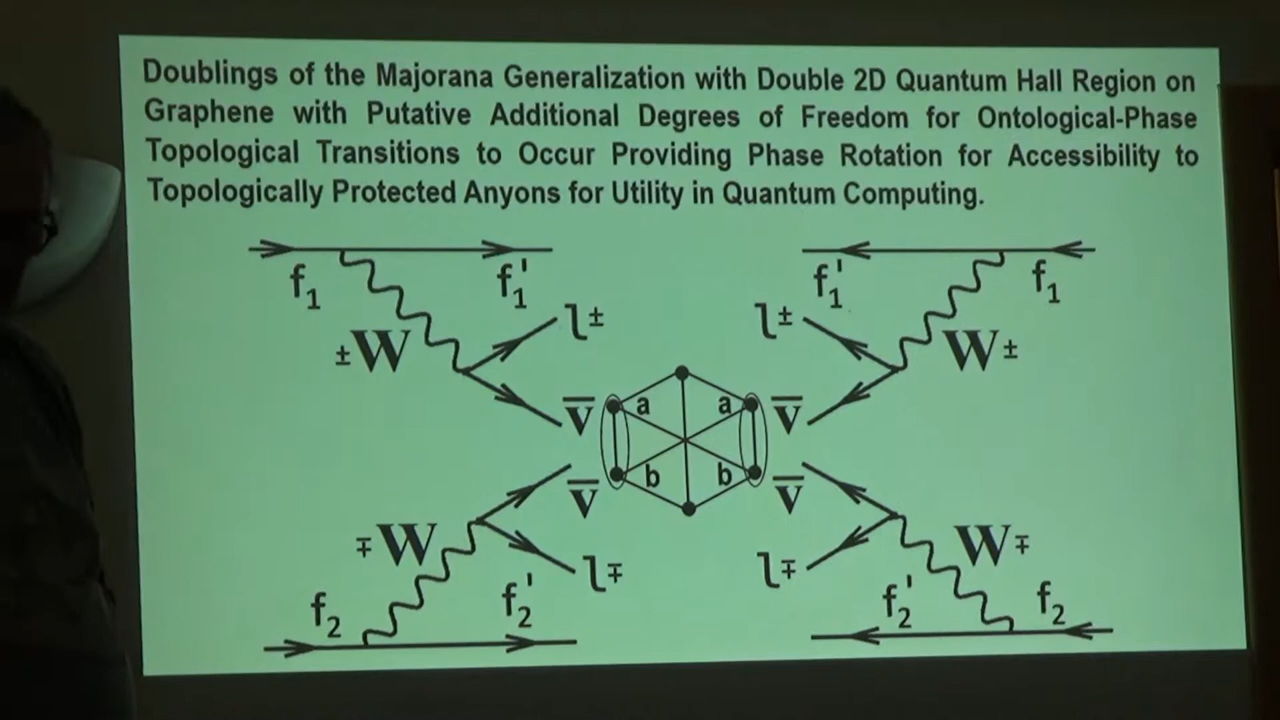 Doublings of the Majorana Generalization with Double 2D Quantum Hall Region on
Graphene with Putative Additional Degrees of Freedom for Ontological-Phase
Topological Transitions to Occur Providing Phase Rotation for Accessibility to
Topologically Protected Anyons for Utility in Quantum Computing.
f₁ f₁' f₁' f₁
l± l±
±W W±
a a
V̅ V̅
b b
V̅ V̅
∓W W∓
l∓ l∓
f₂ f₂' f₂' f₂